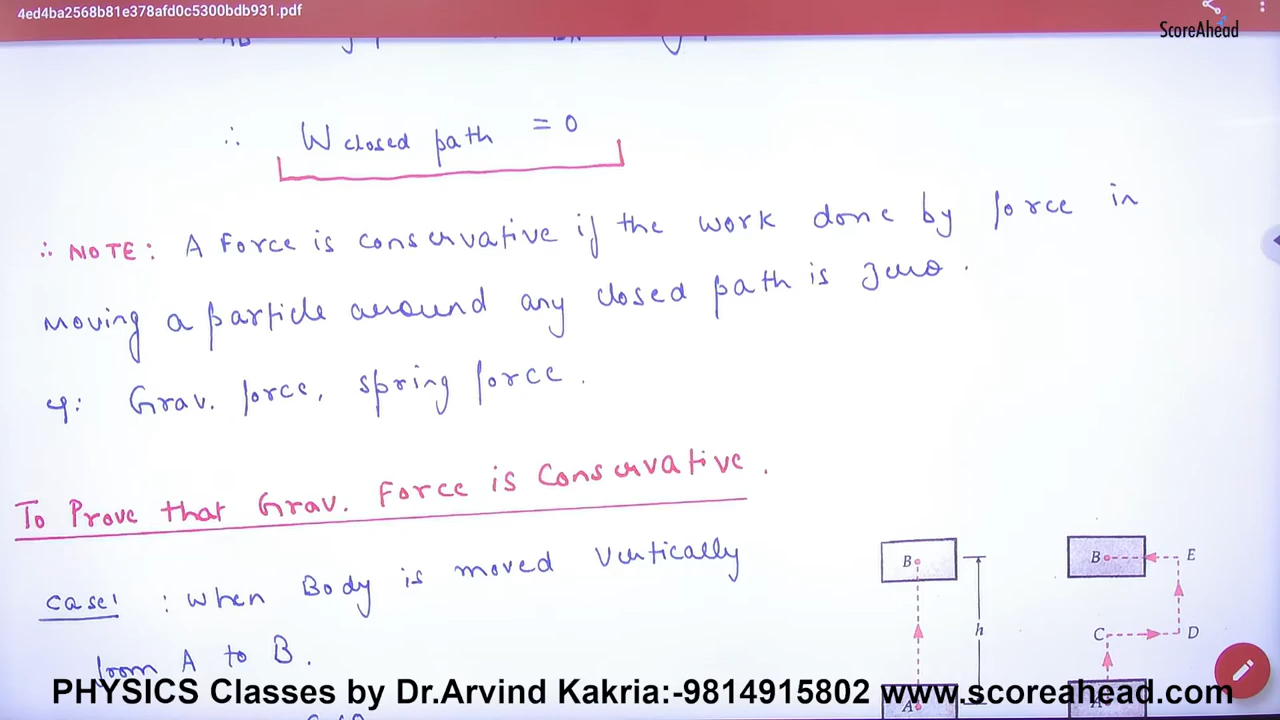 4ed4ba2568b81e378afd0c5300bdb931.pdf
ScoreAhead
∴ W closed path = 0
∴ NOTE: A Force is conservative if the work done by force in
moving a particle around any closed path is zero.
eg: Grav. force, spring force.
To Prove that Grav. Force is Conservative.
Case 1 : When Body is moved vertically
from A to B.
B
h
A
B
E
C
D
A
PHYSICS Classes by Dr.Arvind Kakria:-9814915802 www.scoreahead.com